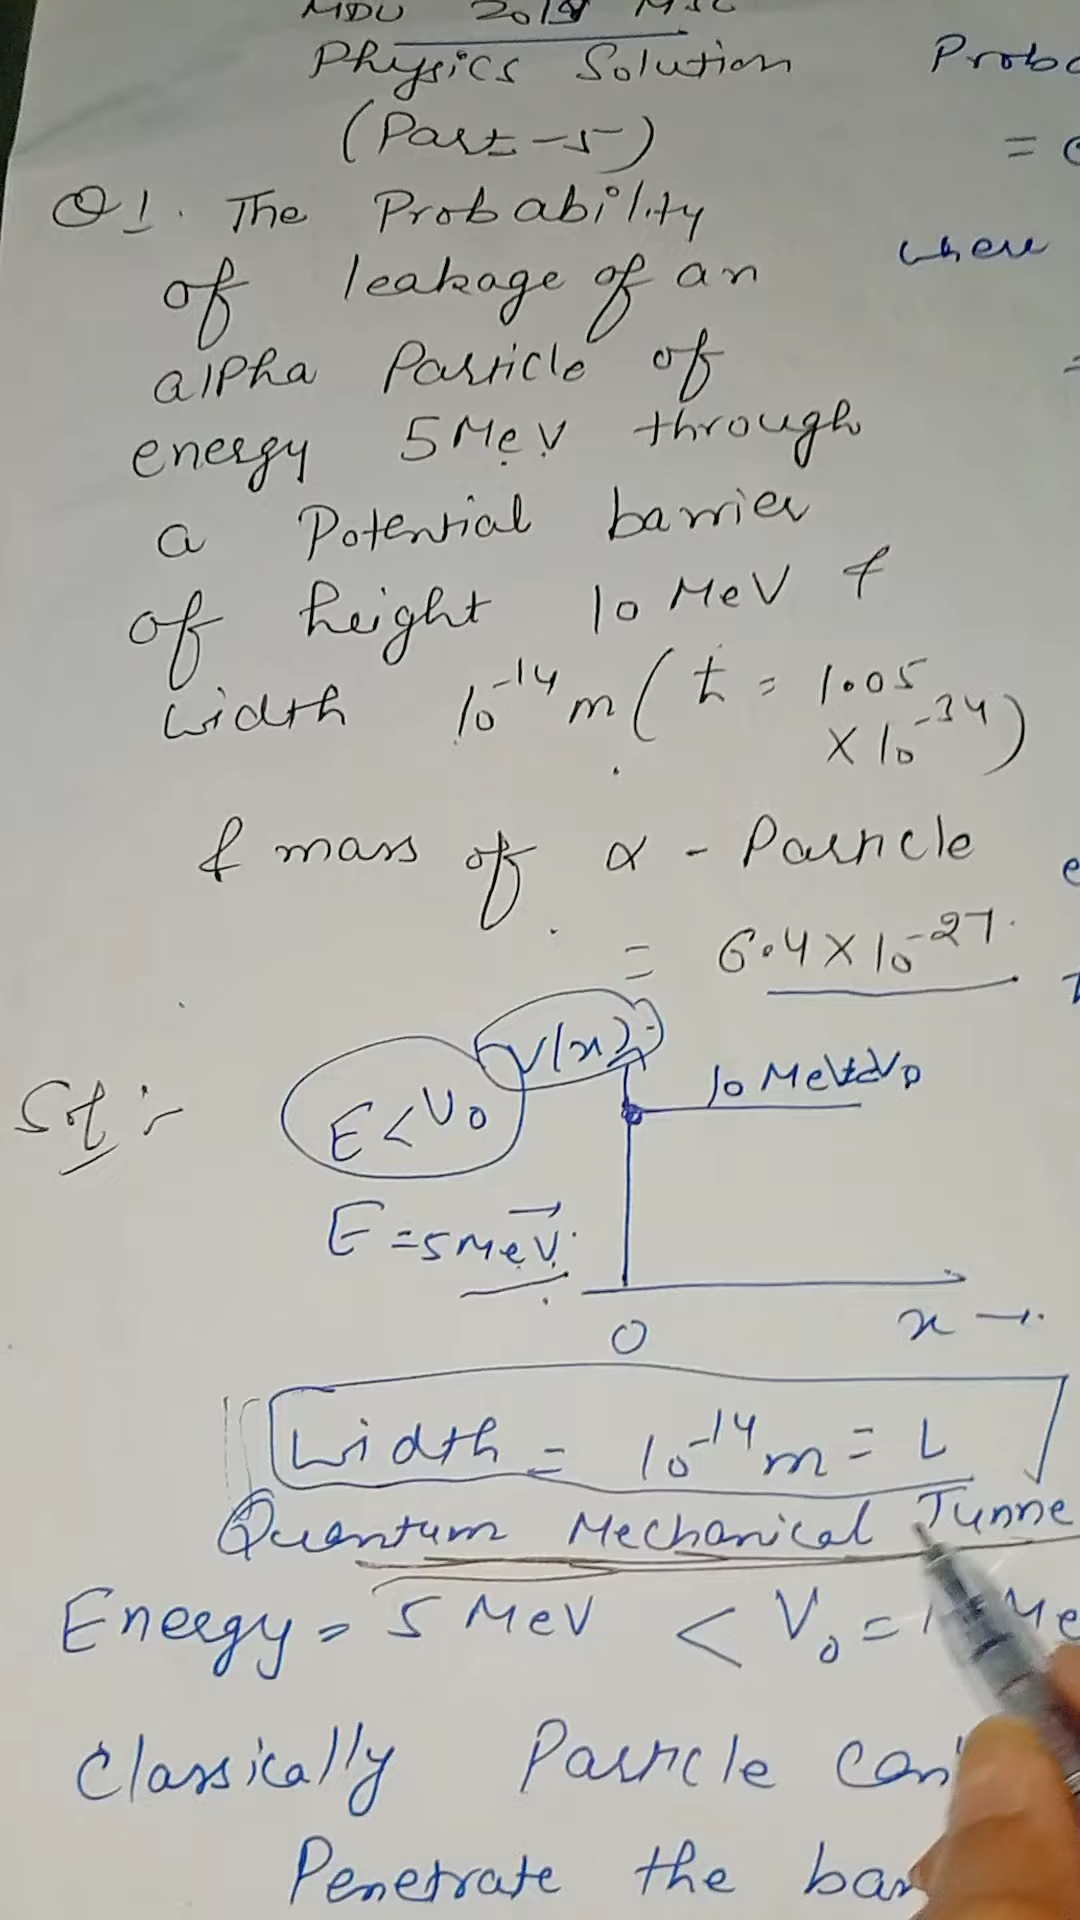 MDU 2019 MSC
Physics Solution
(Part-5)
Q1. The Probability
of leakage of an
alpha Particle of
energy 5MeV through
a Potential barrier
of height 10 MeV &
width 10^-14 m (ħ = 1.05
× 10^-34)
& mass of α - Particle
= 6.4×10^-27
Sol :-
E < V0
V(x)
10 MeV=V0
E = 5MeV
0
x →
Width = 10^-14 m = L
Quantum Mechanical Tunne
Energy = 5 MeV < V0 =
Classically Particle can'
Penetrate the bar
Proba
=
where